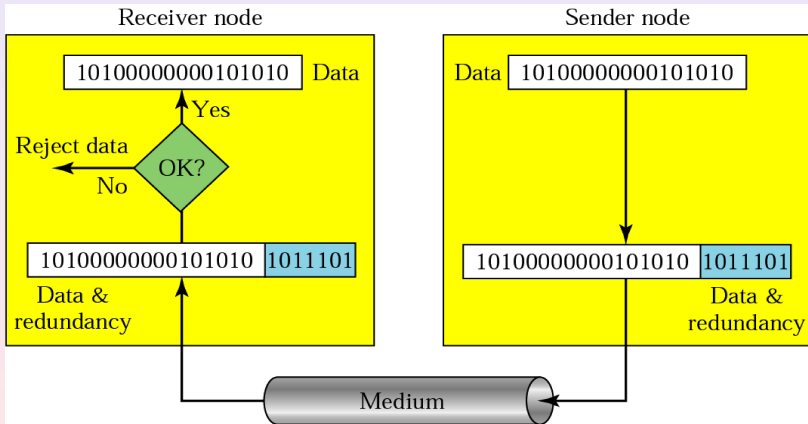 Receiver node
Sender node
10100000000101010 Data
Data 10100000000101010
Yes
Reject data
OK?
No
10100000000101010 1011101
10100000000101010 1011101
Data &
redundancy
Data &
redundancy
Medium